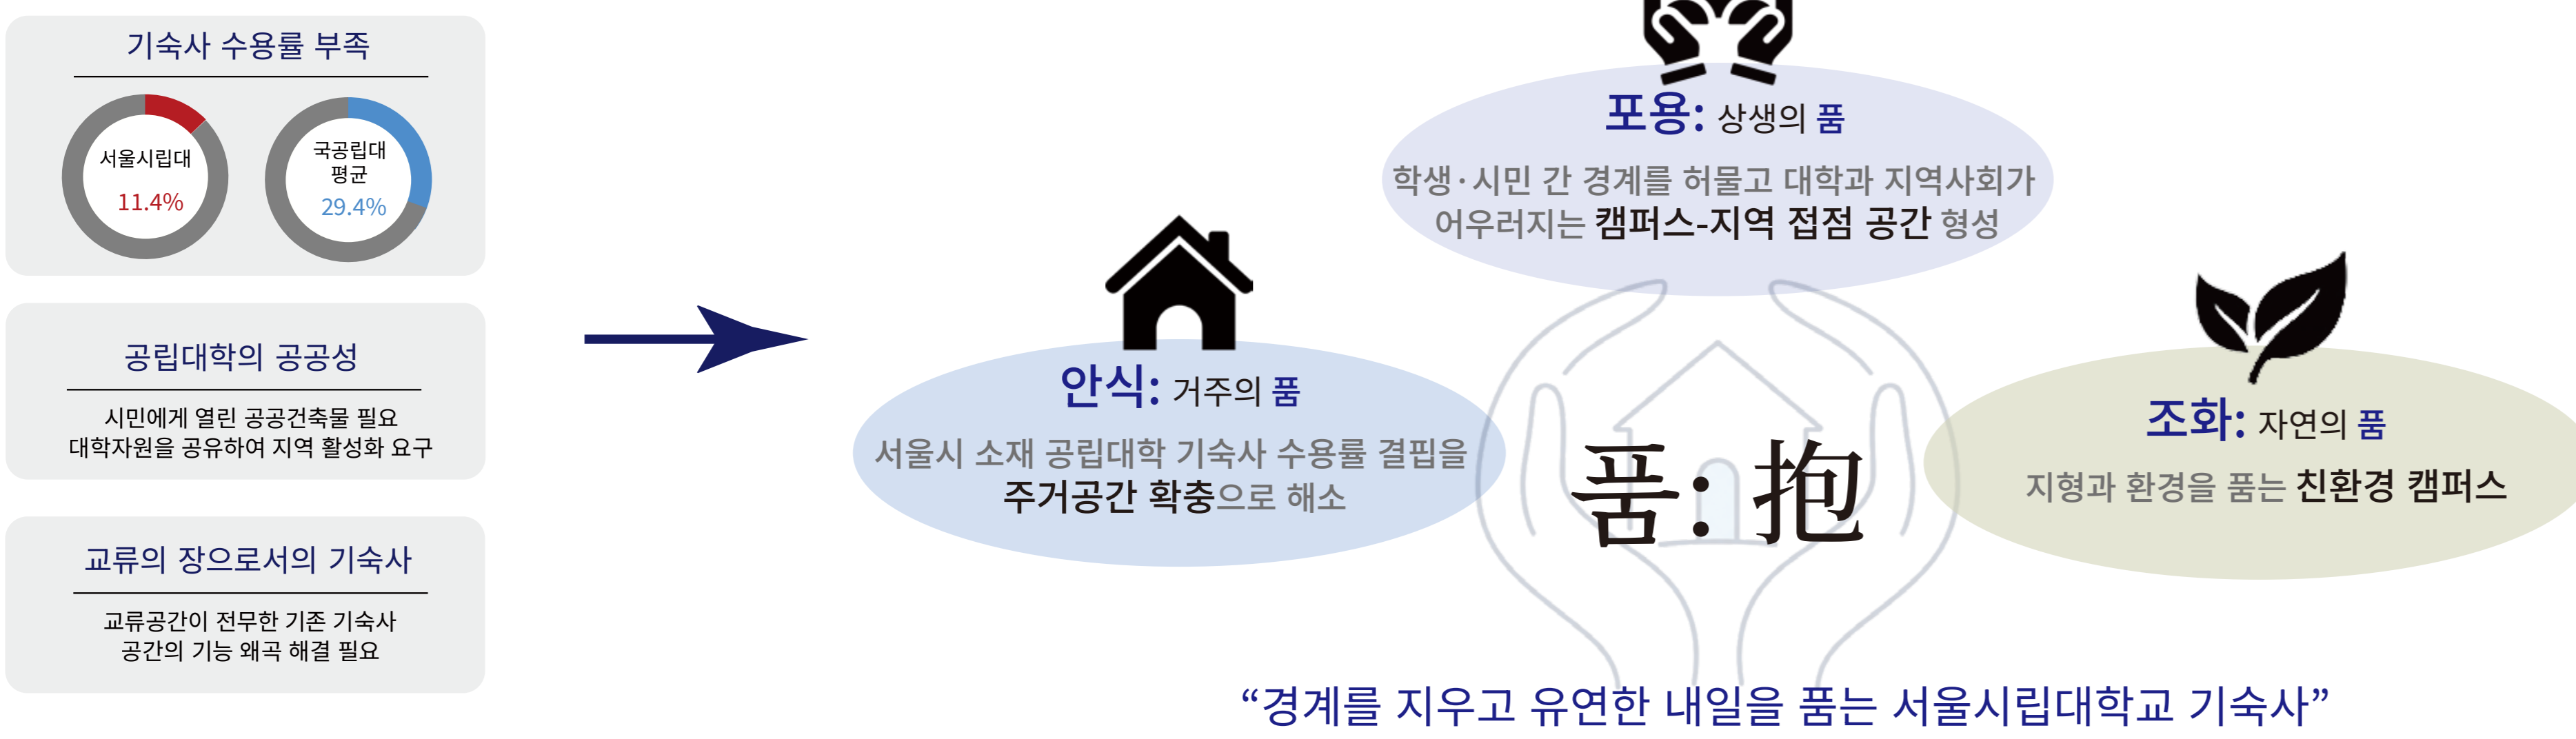 기숙사 수용률 부족
서울시립대
11.4%
국공립대
평균
29.4%
공립대학의 공공성
시민에게 열린 공공건축물 필요
대학자원을 공유하여 지역 활성화 요구
교류의 장으로서의 기숙사
교류공간이 전무한 기존 기숙사
공간의 기능 왜곡 해결 필요
포용: 상생의 품
학생·시민 간 경계를 허물고 대학과 지역사회가
어우러지는 캠퍼스-지역 접점 공간 형성
안식: 거주의 품
서울시 소재 공립대학 기숙사 수용률 결핍을
주거공간 확충으로 해소
조화: 자연의 품
지형과 환경을 품는 친환경 캠퍼스
품: 抱
“경계를 지우고 유연한 내일을 품는 서울시립대학교 기숙사”